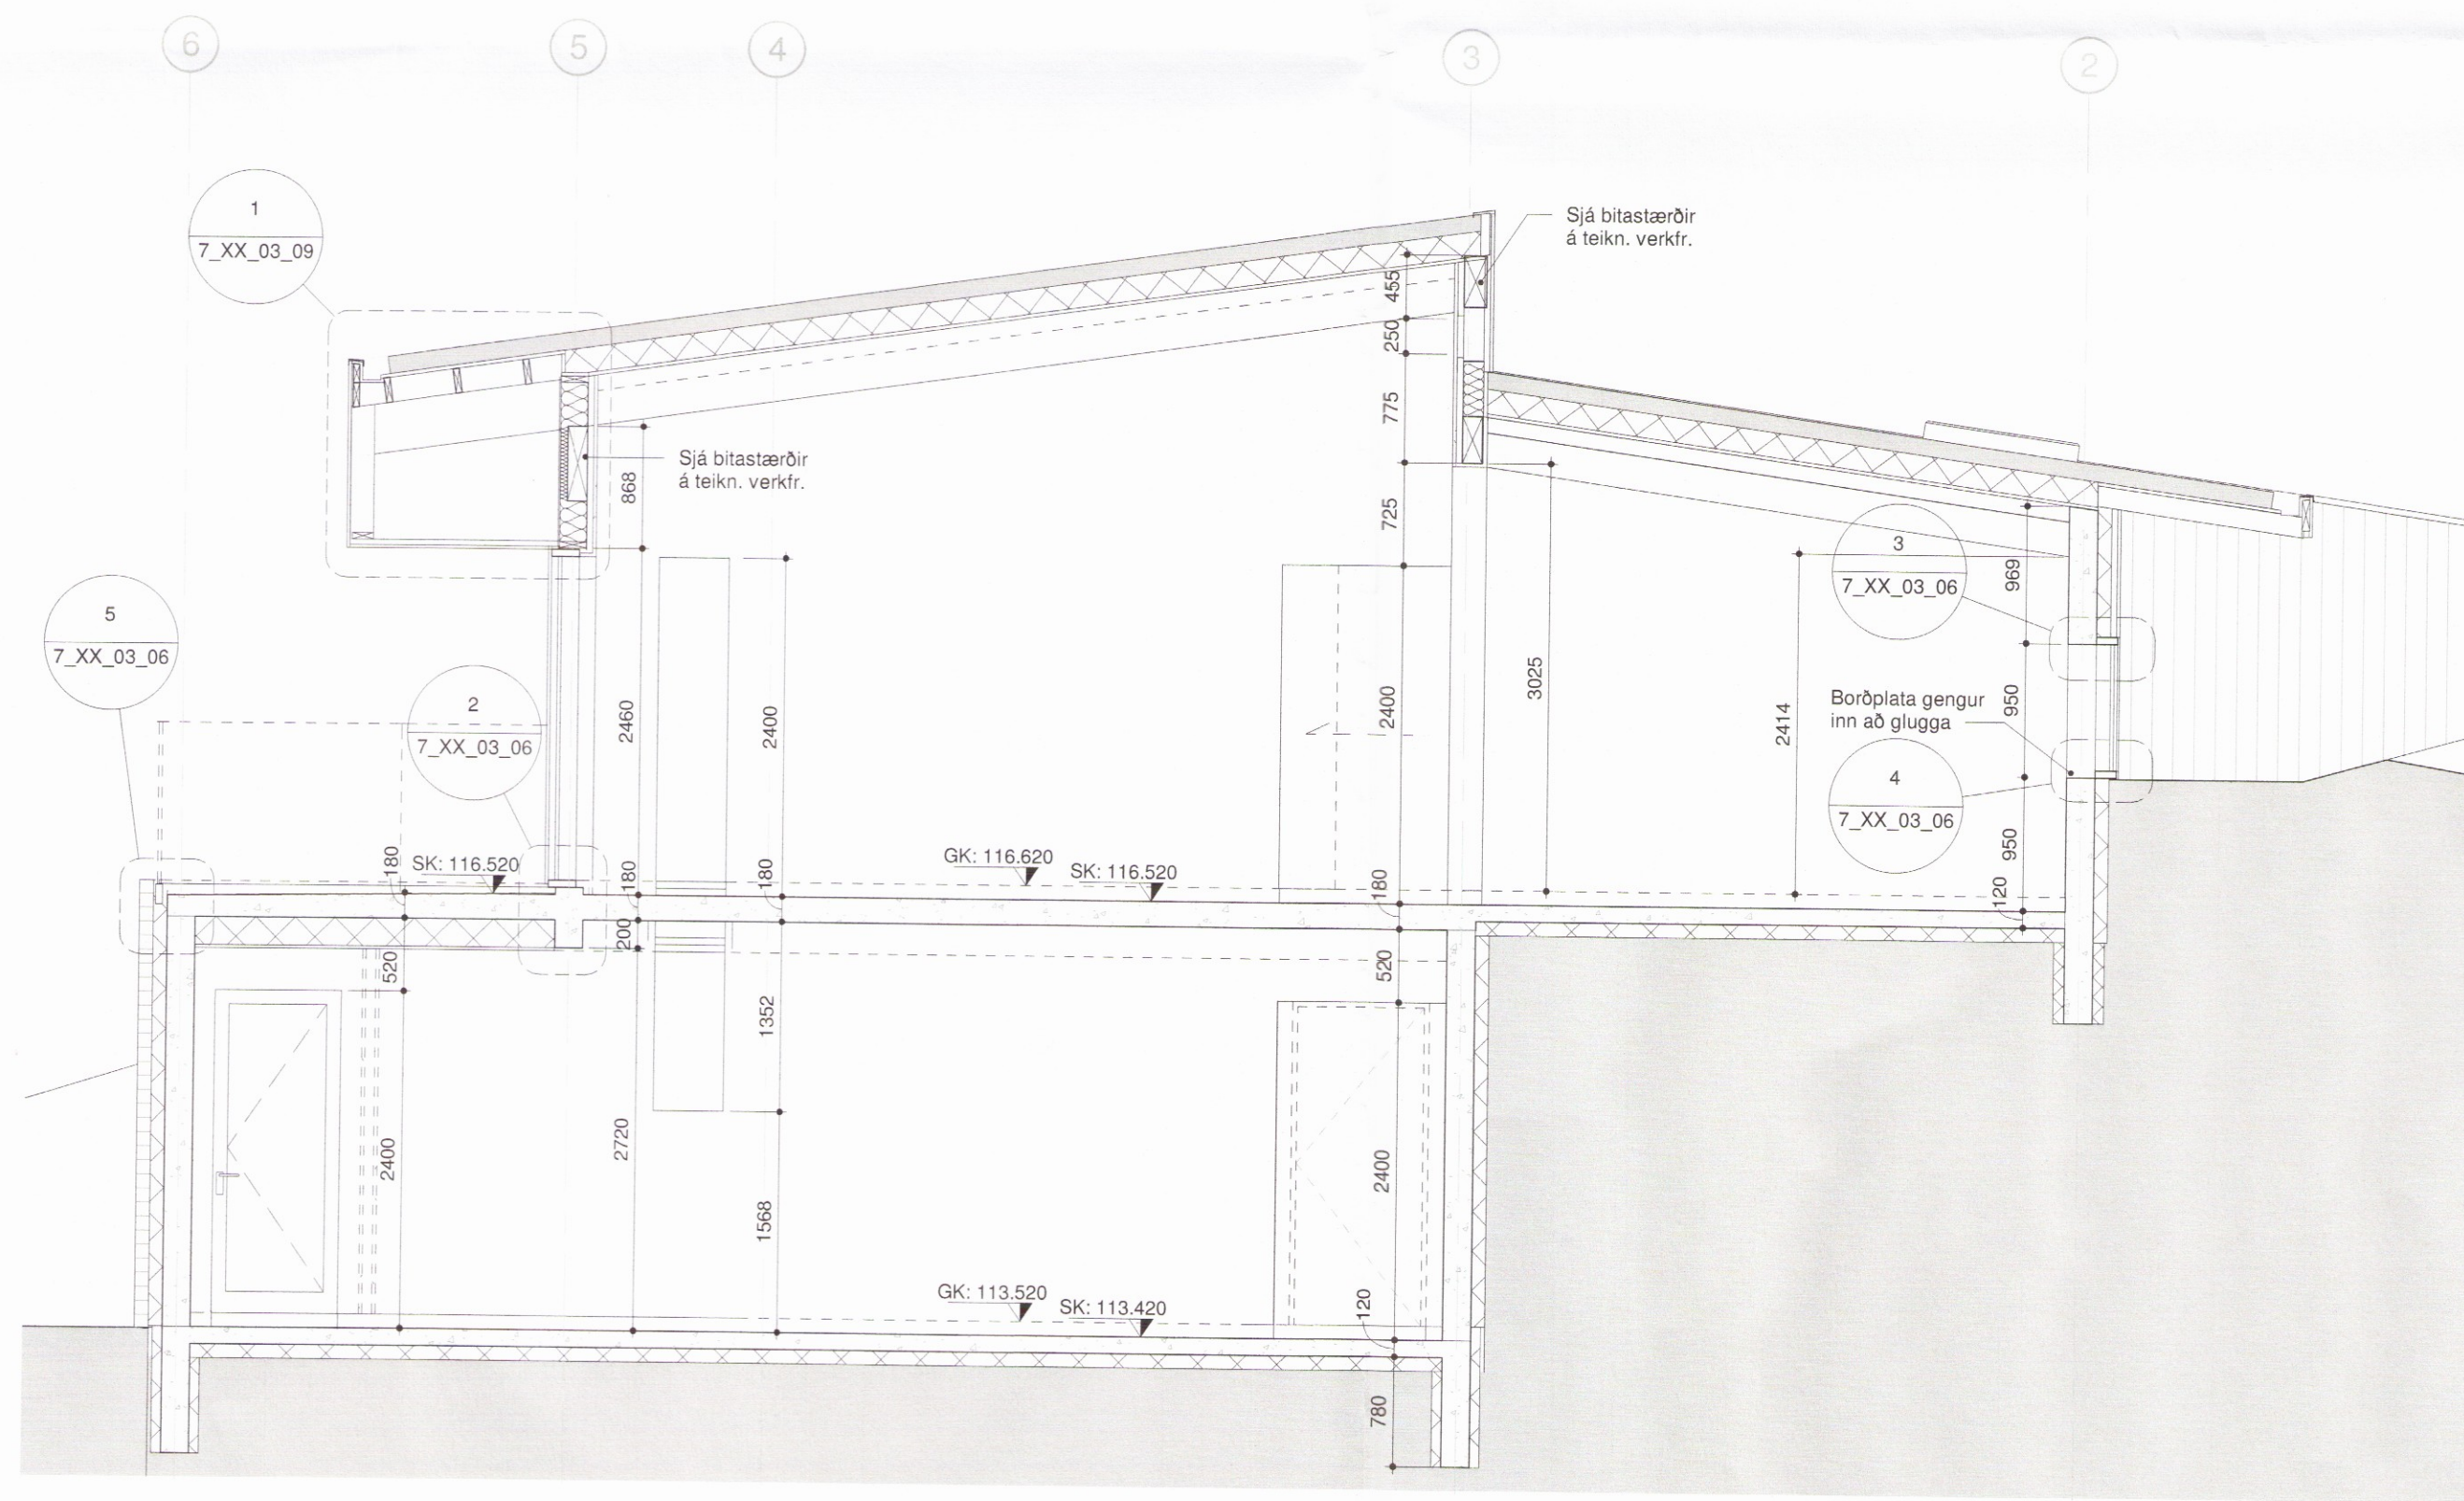 6
5
4
3
2
1
7_XX_03_09
Sjá bitastærðir
á teikn. verkfr.
455
250
775
725
Sjá bitastærðir
á teikn. verkfr.
868
3
7_XX_03_06
969
5
7_XX_03_06
2
7_XX_03_06
2460
2400
2400
3025
2414
Borðplata gengur
inn að glugga
950
4
7_XX_03_06
950
180
SK: 116.520
180
180
GK: 116.620
SK: 116.520
180
120
200
520
520
1352
2720
2400
1568
2400
GK: 113.520
SK: 113.420
120
780